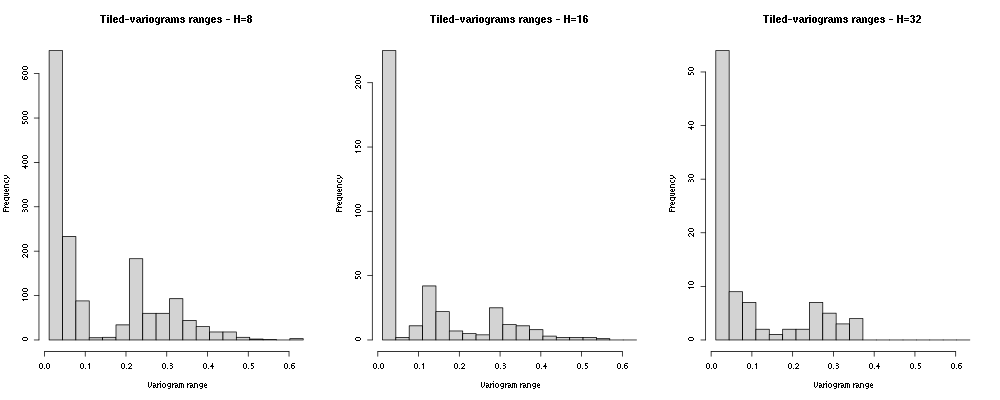 Tiled-variograms ranges - H=8
Frequency
0
100
200
300
400
500
600
0.0 0.1 0.2 0.3 0.4 0.5 0.6
Variogram range
Tiled-variograms ranges - H=16
Frequency
0
50
100
150
200
0.0 0.1 0.2 0.3 0.4 0.5 0.6
Variogram range
Tiled-variograms ranges - H=32
Frequency
0
10
20
30
40
50
0.0 0.1 0.2 0.3 0.4 0.5 0.6
Variogram range